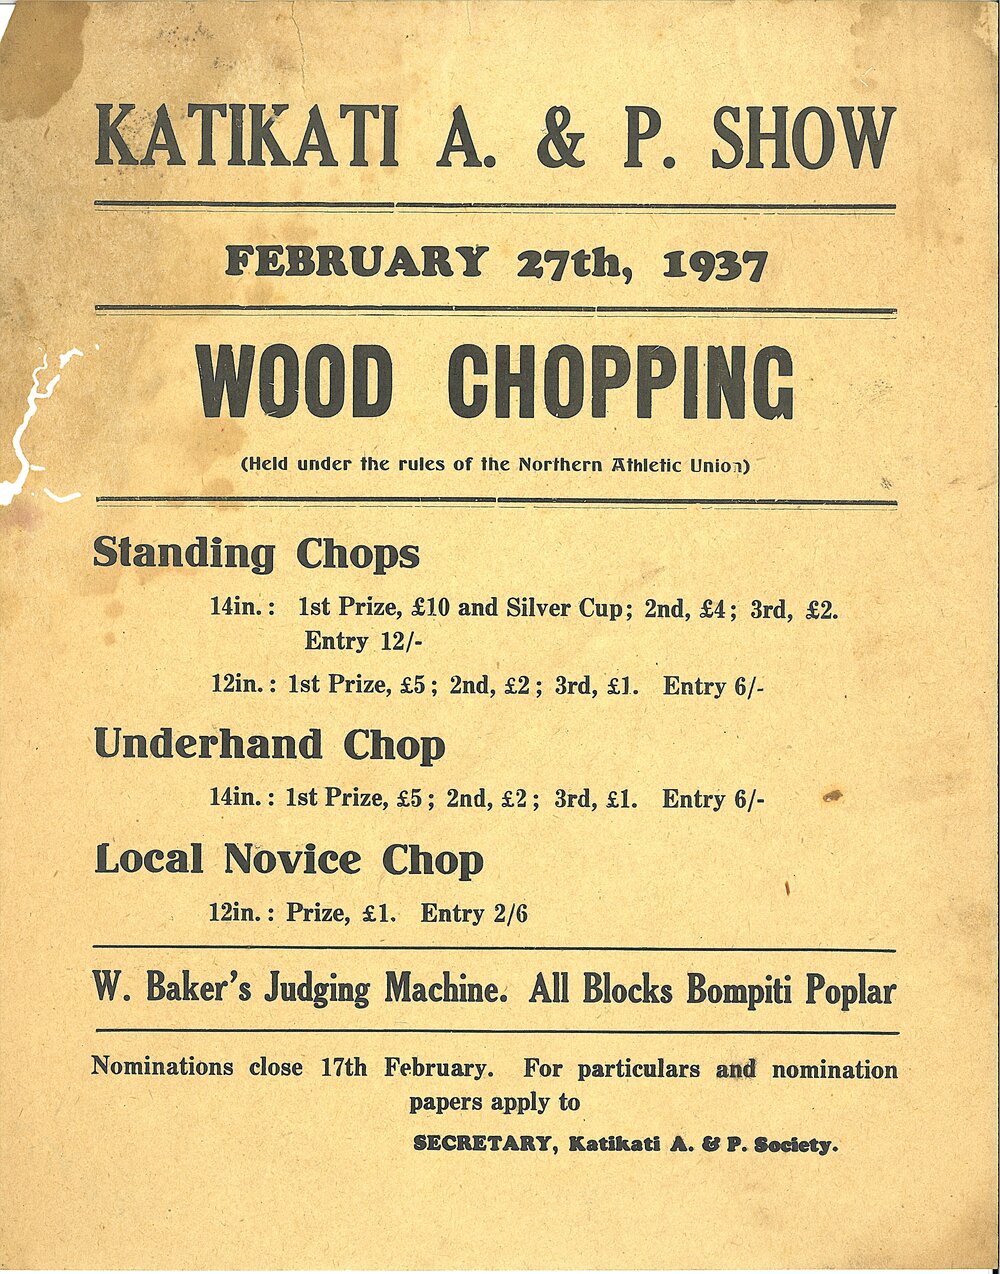 KATIKATI A. & P. SHOW
FEBRUARY 27th, 1937
WOOD CHOPPING
(Held under the rules of the Northern Athletic Union)
Standing Chops
14in.: 1st Prize, £10 and Silver Cup; 2nd, £4; 3rd, £2.
Entry 12/-
12in.: 1st Prize, £5; 2nd, £2; 3rd, £1. Entry 6/-
Underhand Chop
14in.: 1st Prize, £5; 2nd, £2; 3rd, £1. Entry 6/-
Local Novice Chop
12in.: Prize, £1. Entry 2/6
W. Baker's Judging Machine. All Blocks Bompiti Poplar
Nominations close 17th February. For particulars and nomination
papers apply to
SECRETARY, Katikati A. & P. Society.